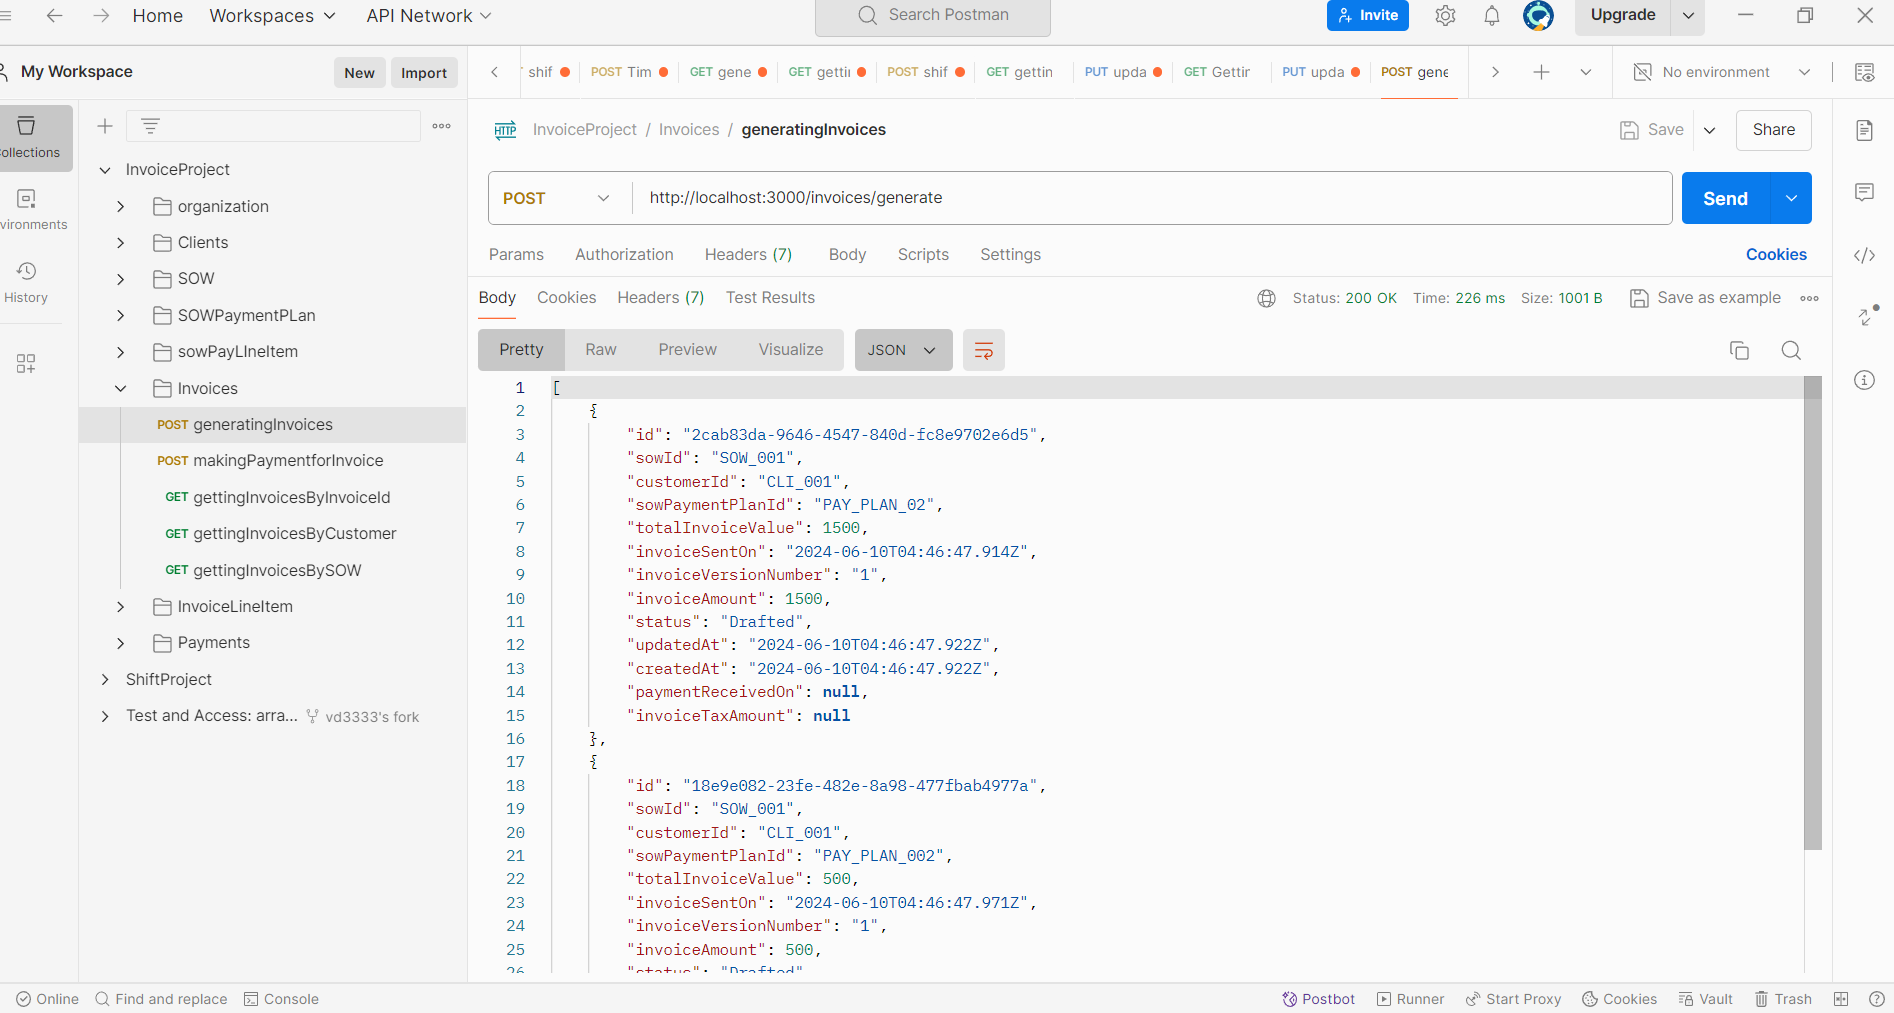 Home Workspaces API Network Search Postman Invite Upgrade
My Workspace New Import
shif POST Tim GET gene GET gettii POST shif GET gettin PUT upda GET Gettir PUT upda POST gene No environment
InvoiceProject / Invoices / generatingInvoices Save Share
POST http://localhost:3000/invoices/generate Send
Params Authorization Headers (7) Body Scripts Settings Cookies
Body Cookies Headers (7) Test Results Status: 200 OK Time: 226 ms Size: 1001 B Save as example
Pretty Raw Preview Visualize JSON
ollections
vironments
History
InvoiceProject
organization
Clients
SOW
SOWPaymentPLan
sowPayLIneItem
Invoices
POST generatingInvoices
POST makingPaymentforInvoice
GET gettingInvoicesByInvoiceId
GET gettingInvoicesByCustomer
GET gettingInvoicesBySOW
InvoiceLineItem
Payments
ShiftProject
Test and Access: arra... vd3333's fork
1 [
2 {
3 "id": "2cab83da-9646-4547-840d-fc8e9702e6d5",
4 "sowId": "SOW_001",
5 "customerId": "CLI_001",
6 "sowPaymentPlanId": "PAY_PLAN_02",
7 "totalInvoiceValue": 1500,
8 "invoiceSentOn": "2024-06-10T04:46:47.914Z",
9 "invoiceVersionNumber": "1",
10 "invoiceAmount": 1500,
11 "status": "Drafted",
12 "updatedAt": "2024-06-10T04:46:47.922Z",
13 "createdAt": "2024-06-10T04:46:47.922Z",
14 "paymentReceivedOn": null,
15 "invoiceTaxAmount": null
16 },
17 {
18 "id": "18e9e082-23fe-482e-8a98-477fbab4977a",
19 "sowId": "SOW_001",
20 "customerId": "CLI_001",
21 "sowPaymentPlanId": "PAY_PLAN_002",
22 "totalInvoiceValue": 500,
23 "invoiceSentOn": "2024-06-10T04:46:47.971Z",
24 "invoiceVersionNumber": "1",
25 "invoiceAmount": 500,
26 "status": "Drafted"
Online Find and replace Console Postbot Runner Start Proxy Cookies Vault Trash